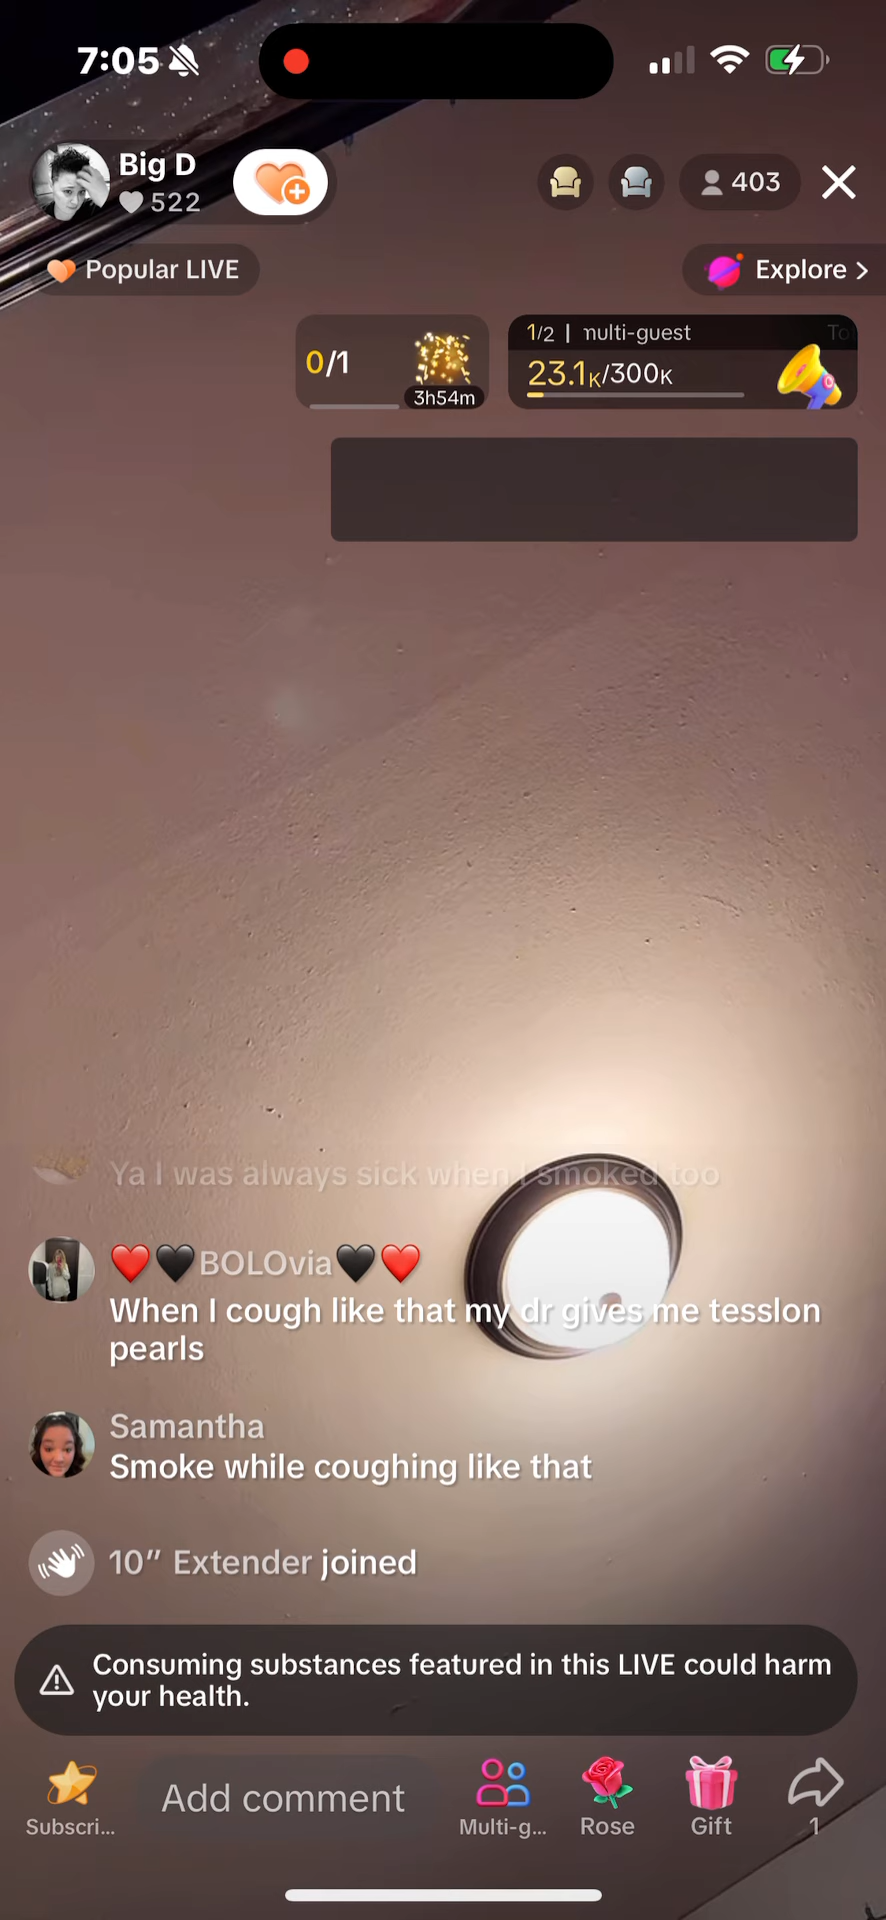 7:05
Big D
522
403
Popular LIVE
Explore >
0/1
3h54m
1/2 | multi-guest
To
23.1K/300K
Ya I was always sick when I smoked too
❤️🖤BOLOvia🖤❤️
When I cough like that my dr gives me tesslon
pearls
Samantha
Smoke while coughing like that
10” Extender joined
Consuming substances featured in this LIVE could harm
your health.
Subscri...
Add comment
Multi-g...
Rose
Gift
1